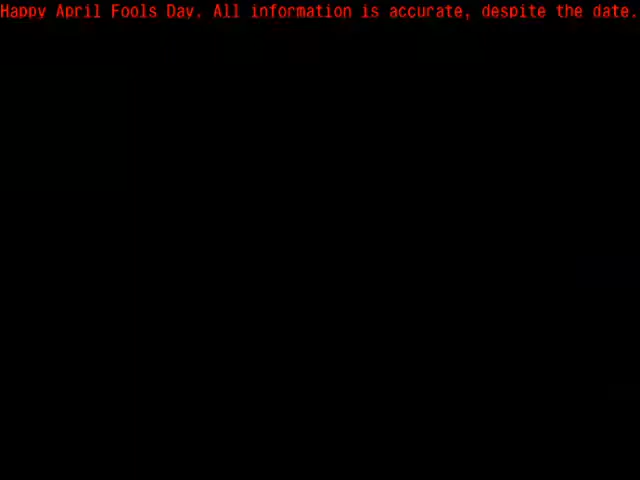 Happy April Fools Day. All information is accurate, despite the date.